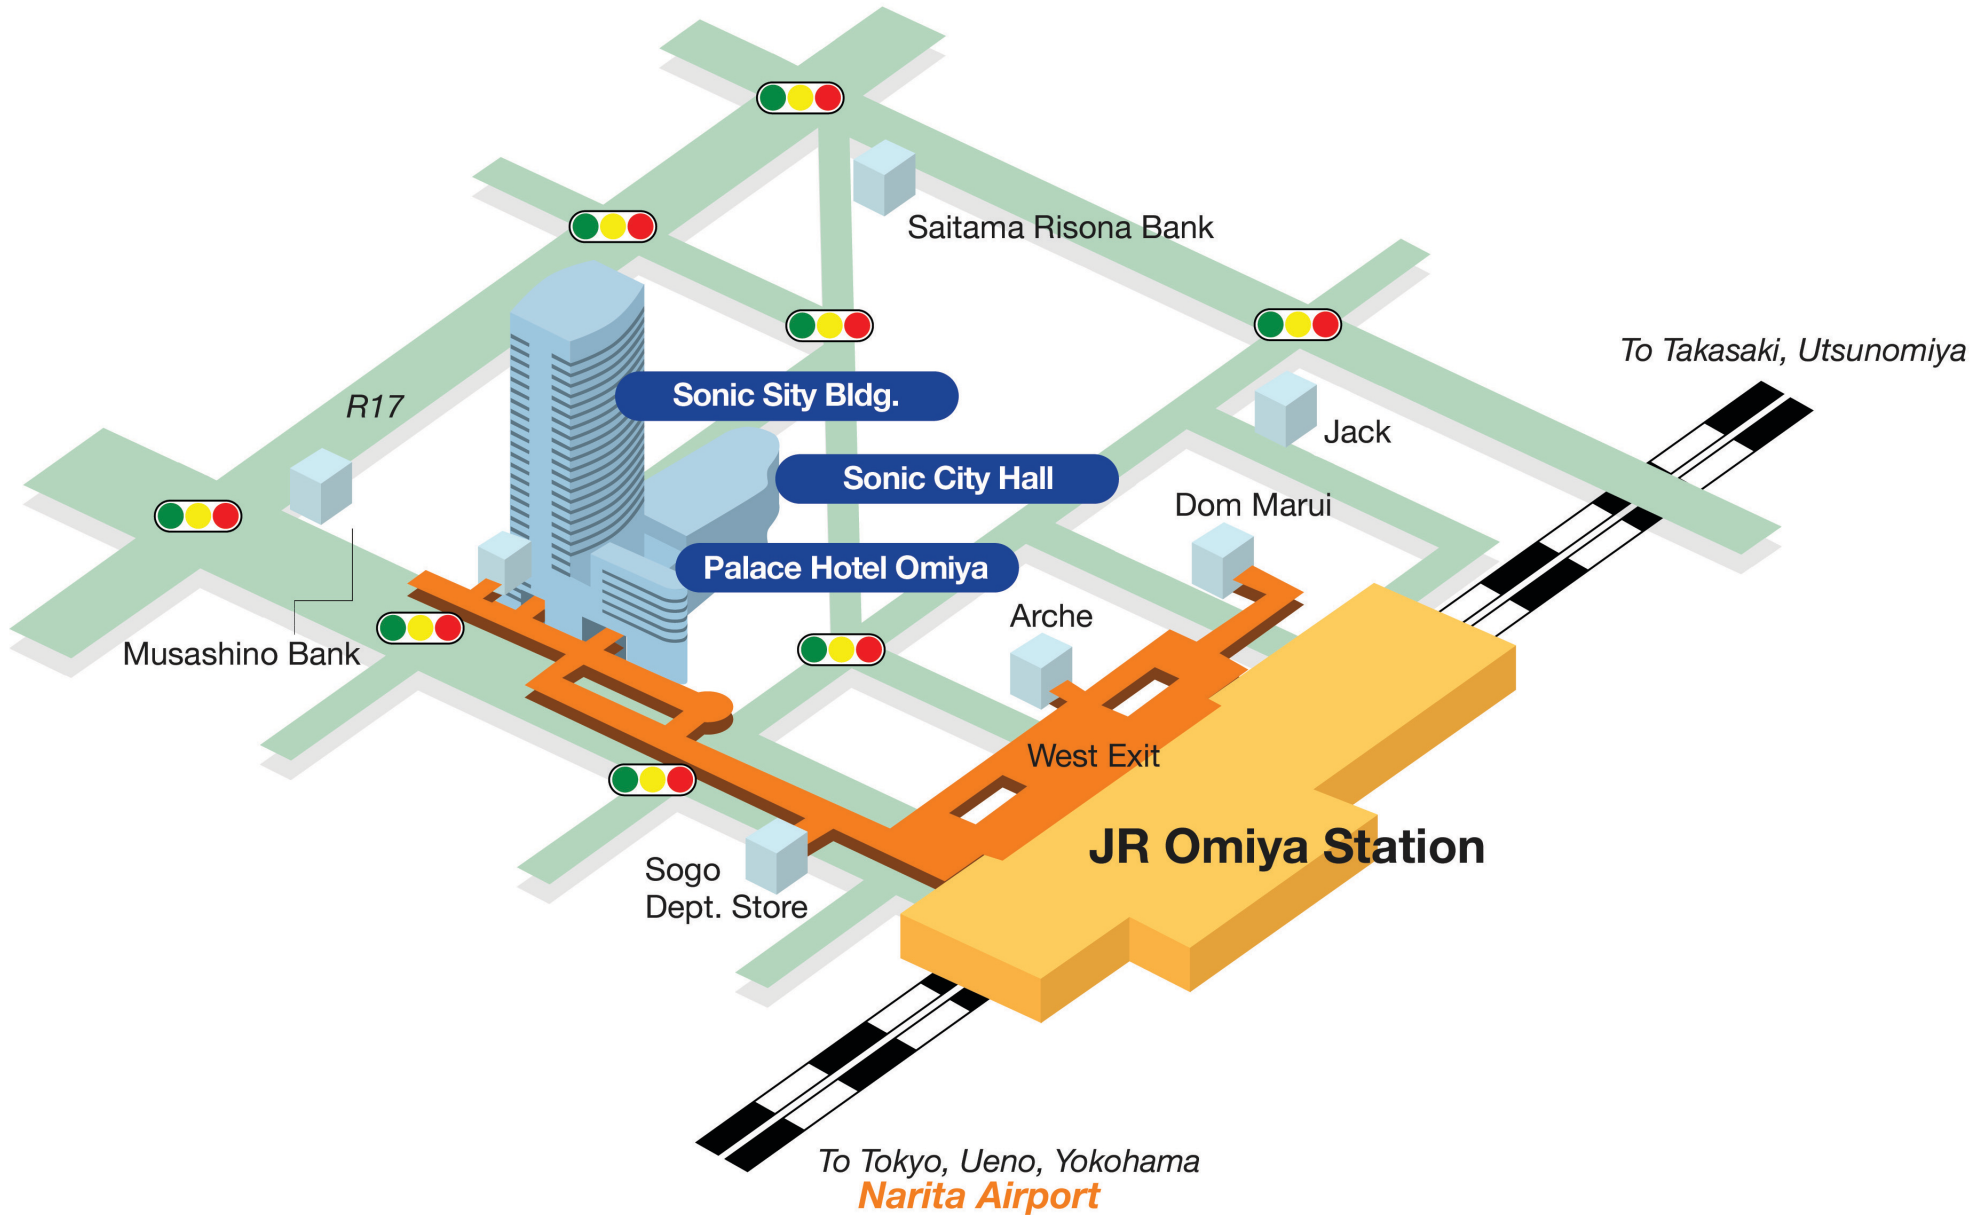 Saitama Risona Bank
To Takasaki, Utsunomiya
R17
Sonic Sity Bldg.
Jack
Sonic City Hall
Dom Marui
Palace Hotel Omiya
Arche
Musashino Bank
West Exit
JR Omiya Station
Sogo
Dept. Store
To Tokyo, Ueno, Yokohama
Narita Airport